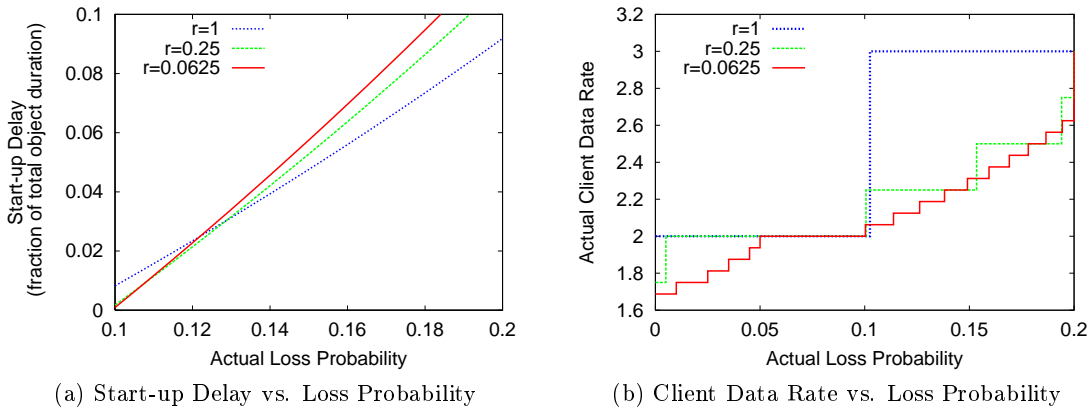 Start-up Delay
(fraction of total object duration)
0.1
0.08
0.06
0.04
0.02
0
r=1
r=0.25
r=0.0625
0.1 0.12 0.14 0.16 0.18 0.2
Actual Loss Probability
(a) Start-up Delay vs. Loss Probability
Actual Client Data Rate
3.2
3
2.8
2.6
2.4
2.2
2
1.8
1.6
r=1
r=0.25
r=0.0625
0 0.05 0.1 0.15 0.2
Actual Loss Probability
(b) Client Data Rate vs. Loss Probability